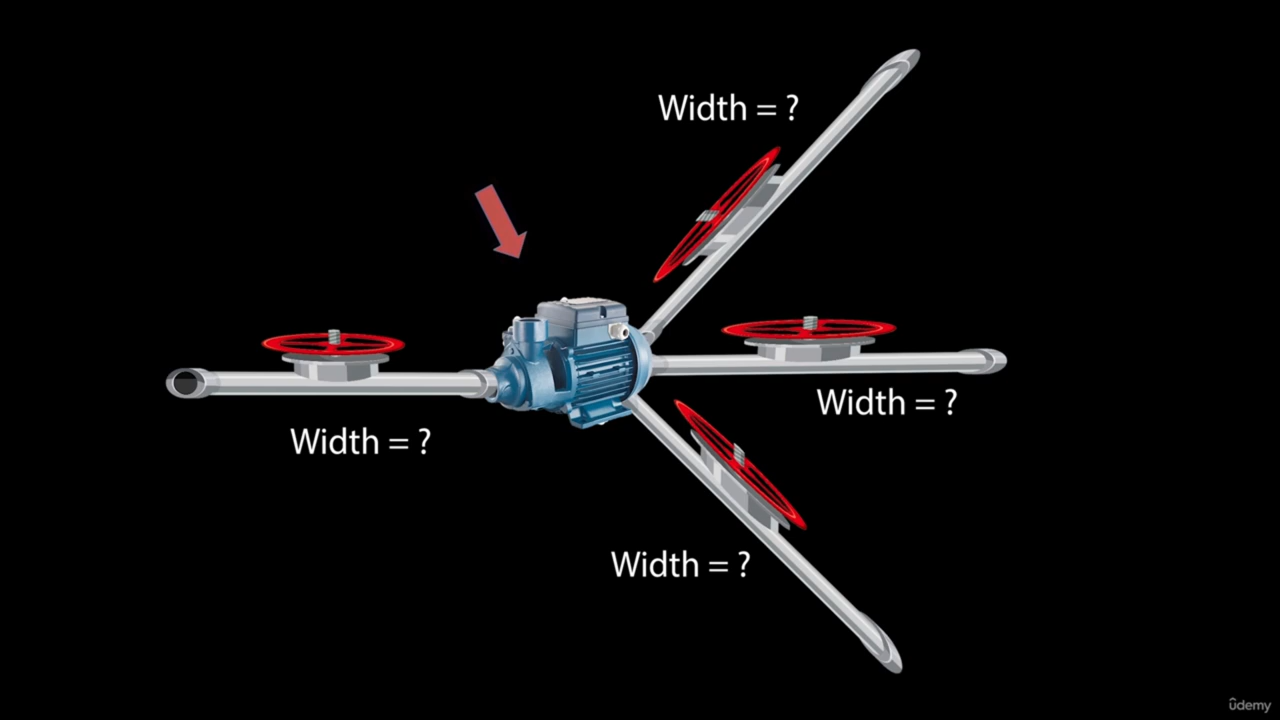 Width = ?
Width = ?
Width = ?
Width = ?
ûdemy